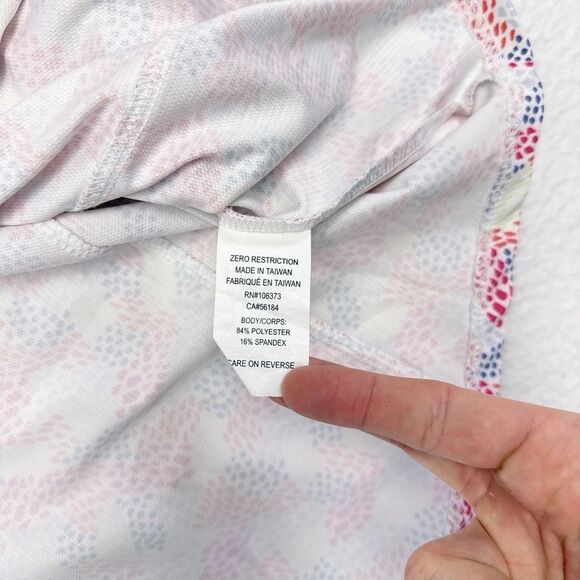 ZERO RESTRICTION
MADE IN TAIWAN
FABRIQUÉ EN TAIWAN
RN#106373
CA#56184
BODY/CORPS:
84% POLYESTER
16% SPANDEX
CARE ON REVERSE